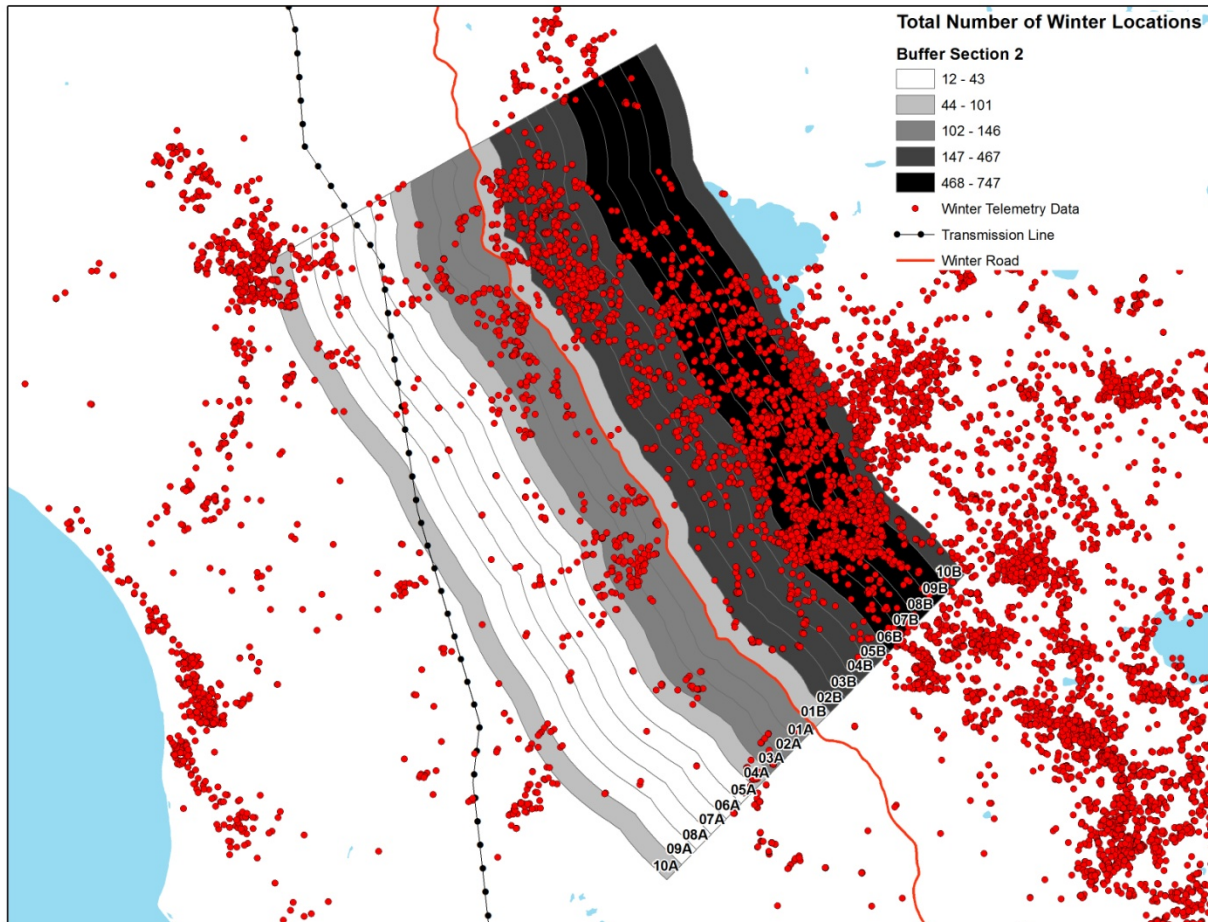 Total Number of Winter Locations
Buffer Section 2
12 - 43
44 - 101
102 - 146
147 - 467
468 - 747
Winter Telemetry Data
Transmission Line
Winter Road
10B
09B
08B
07B
06B
05B
04B
03B
02B
01B
01A
02A
03A
04A
05A
06A
07A
08A
09A
10A